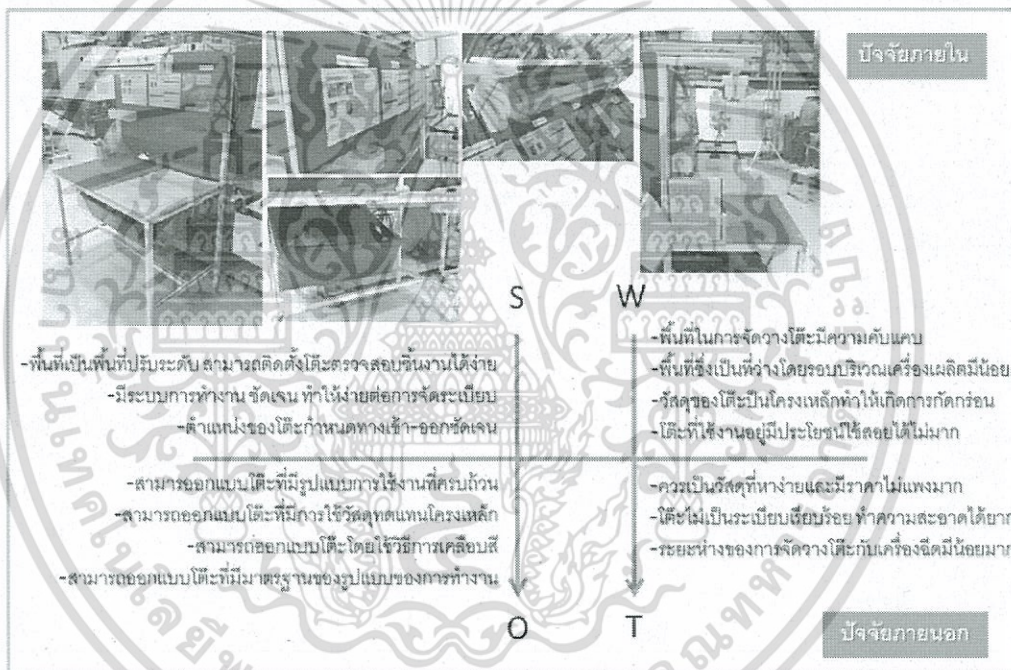 ปัจจัยภายใน
S
-พื้นที่เป็นพื้นที่ปรับระดับ สามารถติดตั้งโต๊ะตรวจสอบชิ้นงานได้ง่าย
-มีระบบการทำงาน ชัดเจน ทำให้ง่ายต่อการจัดระเบียบ
-ตำแหน่งของโต๊ะกำหนดทางเข้า-ออกชัดเจน
W
-พื้นที่ในการจัดวางโต๊ะมีความคับแคบ
-พื้นที่ซึ่งเป็นที่ว่างโดยรอบบริเวณเครื่องผลิตมีน้อย
-วัสดุของโต๊ะเป็นโครงเหล็กทำให้เกิดการกัดกร่อน
-โต๊ะที่ใช้งานอยู่มีประโยชน์ใช้สอยได้ไม่มาก
-สามารถออกแบบโต๊ะที่มีรูปแบบการใช้งานที่ครบถ้วน
-สามารถออกแบบโต๊ะที่มีการใช้วัสดุทดแทนโครงเหล็ก
-สามารถออกแบบโต๊ะโดยใช้วิธีการเคลือบสี
-สามารถออกแบบโต๊ะที่มีมาตรฐานของรูปแบบของการทำงาน
O
-ควรเป็นวัสดุที่หาง่ายและมีราคาไม่แพงมาก
-โต๊ะไม่เป็นระเบียบเรียบร้อย ทำความสะอาดได้ยาก
-ระยะห่างของการจัดวางโต๊ะกับเครื่องฉีดมีน้อยมาก
T
ปัจจัยภายนอก